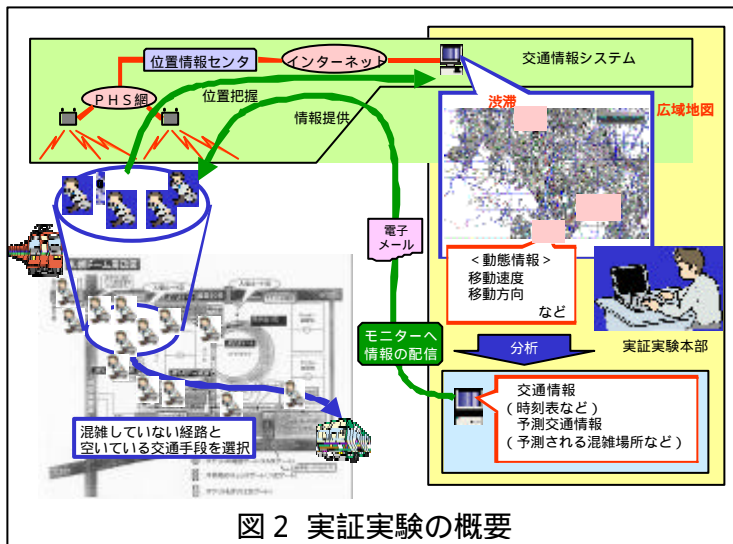 位置情報センタ
インターネット
交通情報システム
PHS網
位置把握
情報提供
渋滞
広域地図
電子
メール
<動態情報>
移動速度
移動方向
など
実証実験本部
モニターへ
情報の配信
分析
交通情報
(時刻表など)
予測交通情報
(予測される混雑場所など)
混雑していない経路と
空いている交通手段を選択
図2 実証実験の概要